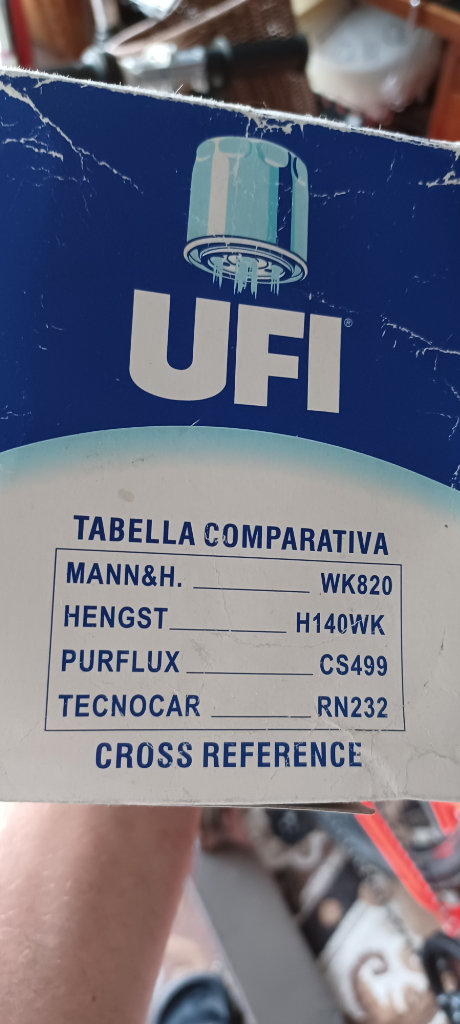 UFI®
TABELLA COMPARATIVA
MANN&H. WK820
HENGST H140WK
PURFLUX CS499
TECNOCAR RN232
CROSS REFERENCE